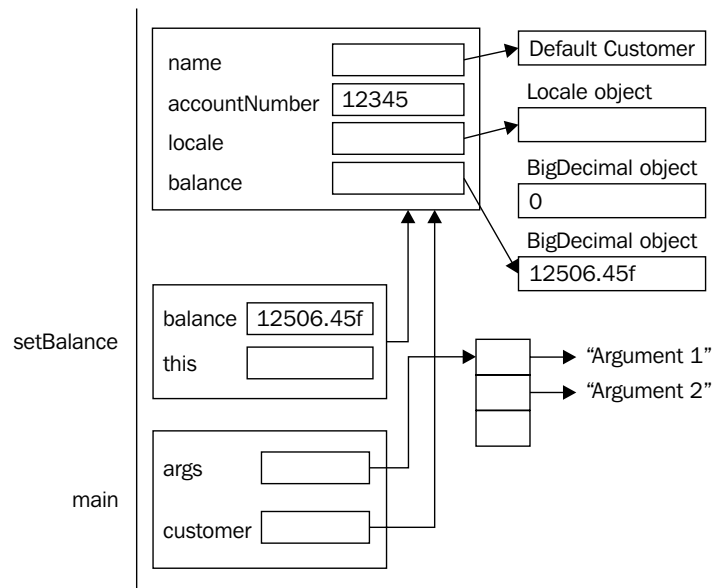 name
Default Customer
accountNumber 12345
Locale object
locale
BigDecimal object
balance
0
BigDecimal object
12506.45f
setBalance
balance 12506.45f
this
“Argument 1”
“Argument 2”
main
args
customer